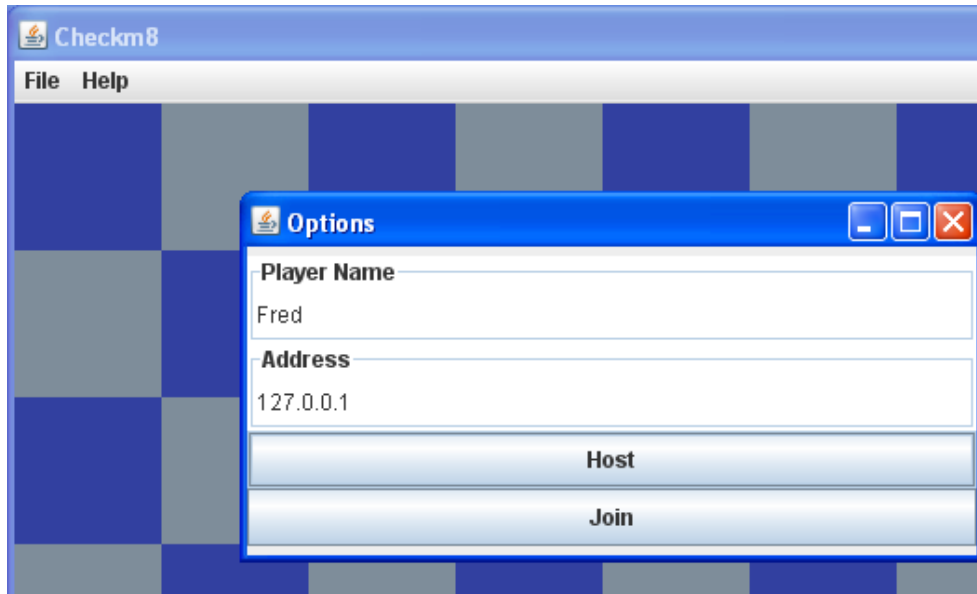 Checkm8
File Help
Options
Player Name
Fred
Address
127.0.0.1
Host
Join